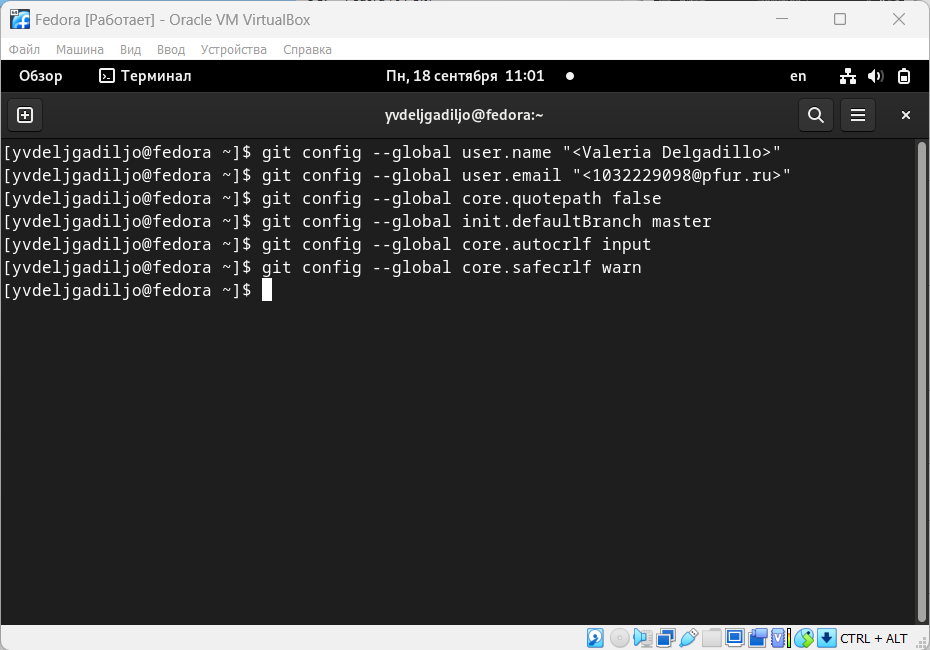 Fedora [Работает] - Oracle VM VirtualBox
Файл Машина Вид Ввод Устройства Справка
Обзор Терминал Пн, 18 сентября 11:01 en
yvdeljgadiljo@fedora:~
[yvdeljgadiljo@fedora ~]$ git config --global user.name "<Valeria Delgadillo>"
[yvdeljgadiljo@fedora ~]$ git config --global user.email "<1032229098@pfur.ru>"
[yvdeljgadiljo@fedora ~]$ git config --global core.quotepath false
[yvdeljgadiljo@fedora ~]$ git config --global init.defaultBranch master
[yvdeljgadiljo@fedora ~]$ git config --global core.autocrlf input
[yvdeljgadiljo@fedora ~]$ git config --global core.safecrlf warn
[yvdeljgadiljo@fedora ~]$
CTRL + ALT